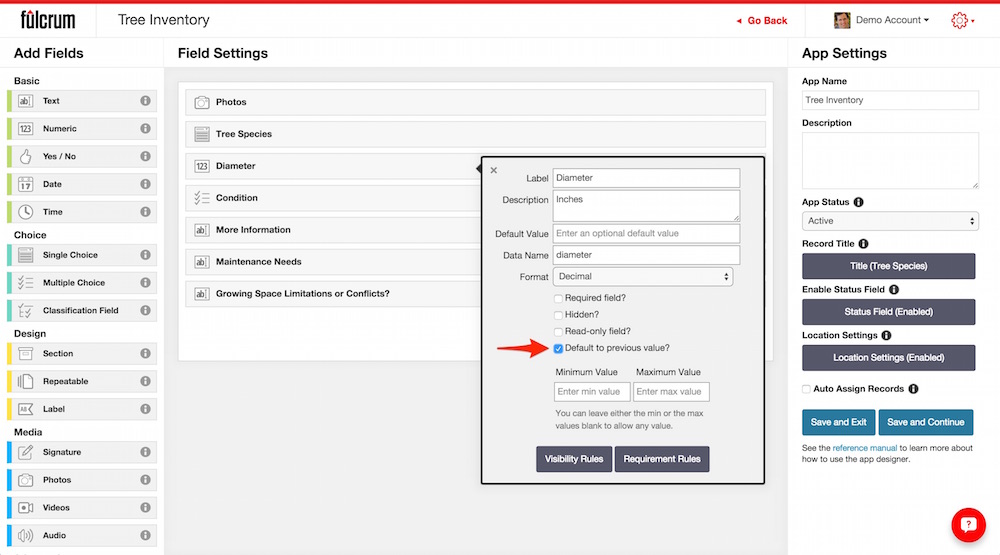 fulcrum
Tree Inventory
Go Back
Demo Account
Add Fields
Basic
ab Text
123 Numeric
Yes / No
17 Date
Time
Choice
Single Choice
Multiple Choice
Classification Field
Design
Section
Repeatable
AB Label
Media
Signature
Photos
Videos
Audio
Field Settings
Photos
Tree Species
123 Diameter
Condition
ab More Information
ab Maintenance Needs
ab Growing Space Limitations or Conflicts?
Label Diameter
Description Inches
Default Value Enter an optional default value
Data Name diameter
Format Decimal
Required field?
Hidden?
Read-only field?
Default to previous value?
Minimum Value Maximum Value
Enter min value Enter max value
You can leave either the min or the max
values blank to allow any value.
Visibility Rules Requirement Rules
App Settings
App Name
Tree Inventory
Description
App Status
Active
Record Title
Title (Tree Species)
Enable Status Field
Status Field (Enabled)
Location Settings
Location Settings (Enabled)
Auto Assign Records
Save and Exit Save and Continue
See the reference manual to learn more about
how to use the app designer.